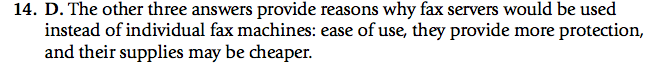 14. D. The other three answers provide reasons why fax servers would be used
instead of individual fax machines: ease of use, they provide more protection,
and their supplies may be cheaper.